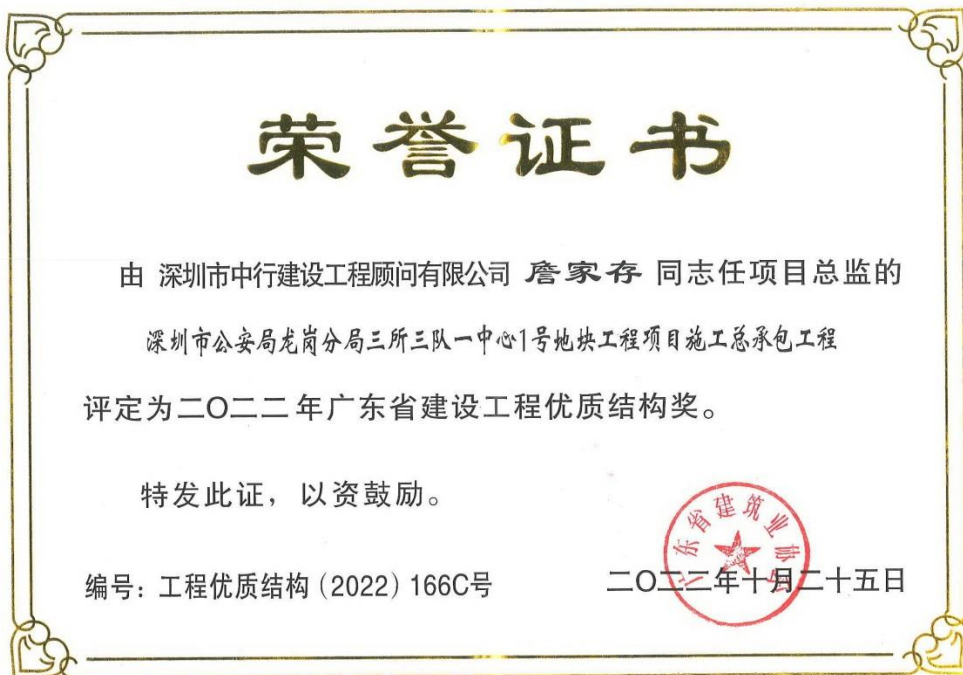 荣誉证书
由 深圳市中行建设工程顾问有限公司 詹家存 同志任项目总监的
深圳市公安局龙岗分局三所三队一中心1号地块工程项目施工总承包工程
评定为二〇二二年广东省建设工程优质结构奖。
特发此证，以资鼓励。
广东省建筑业协会
编号：工程优质结构（2022）166C号
二〇二二年十月二十五日